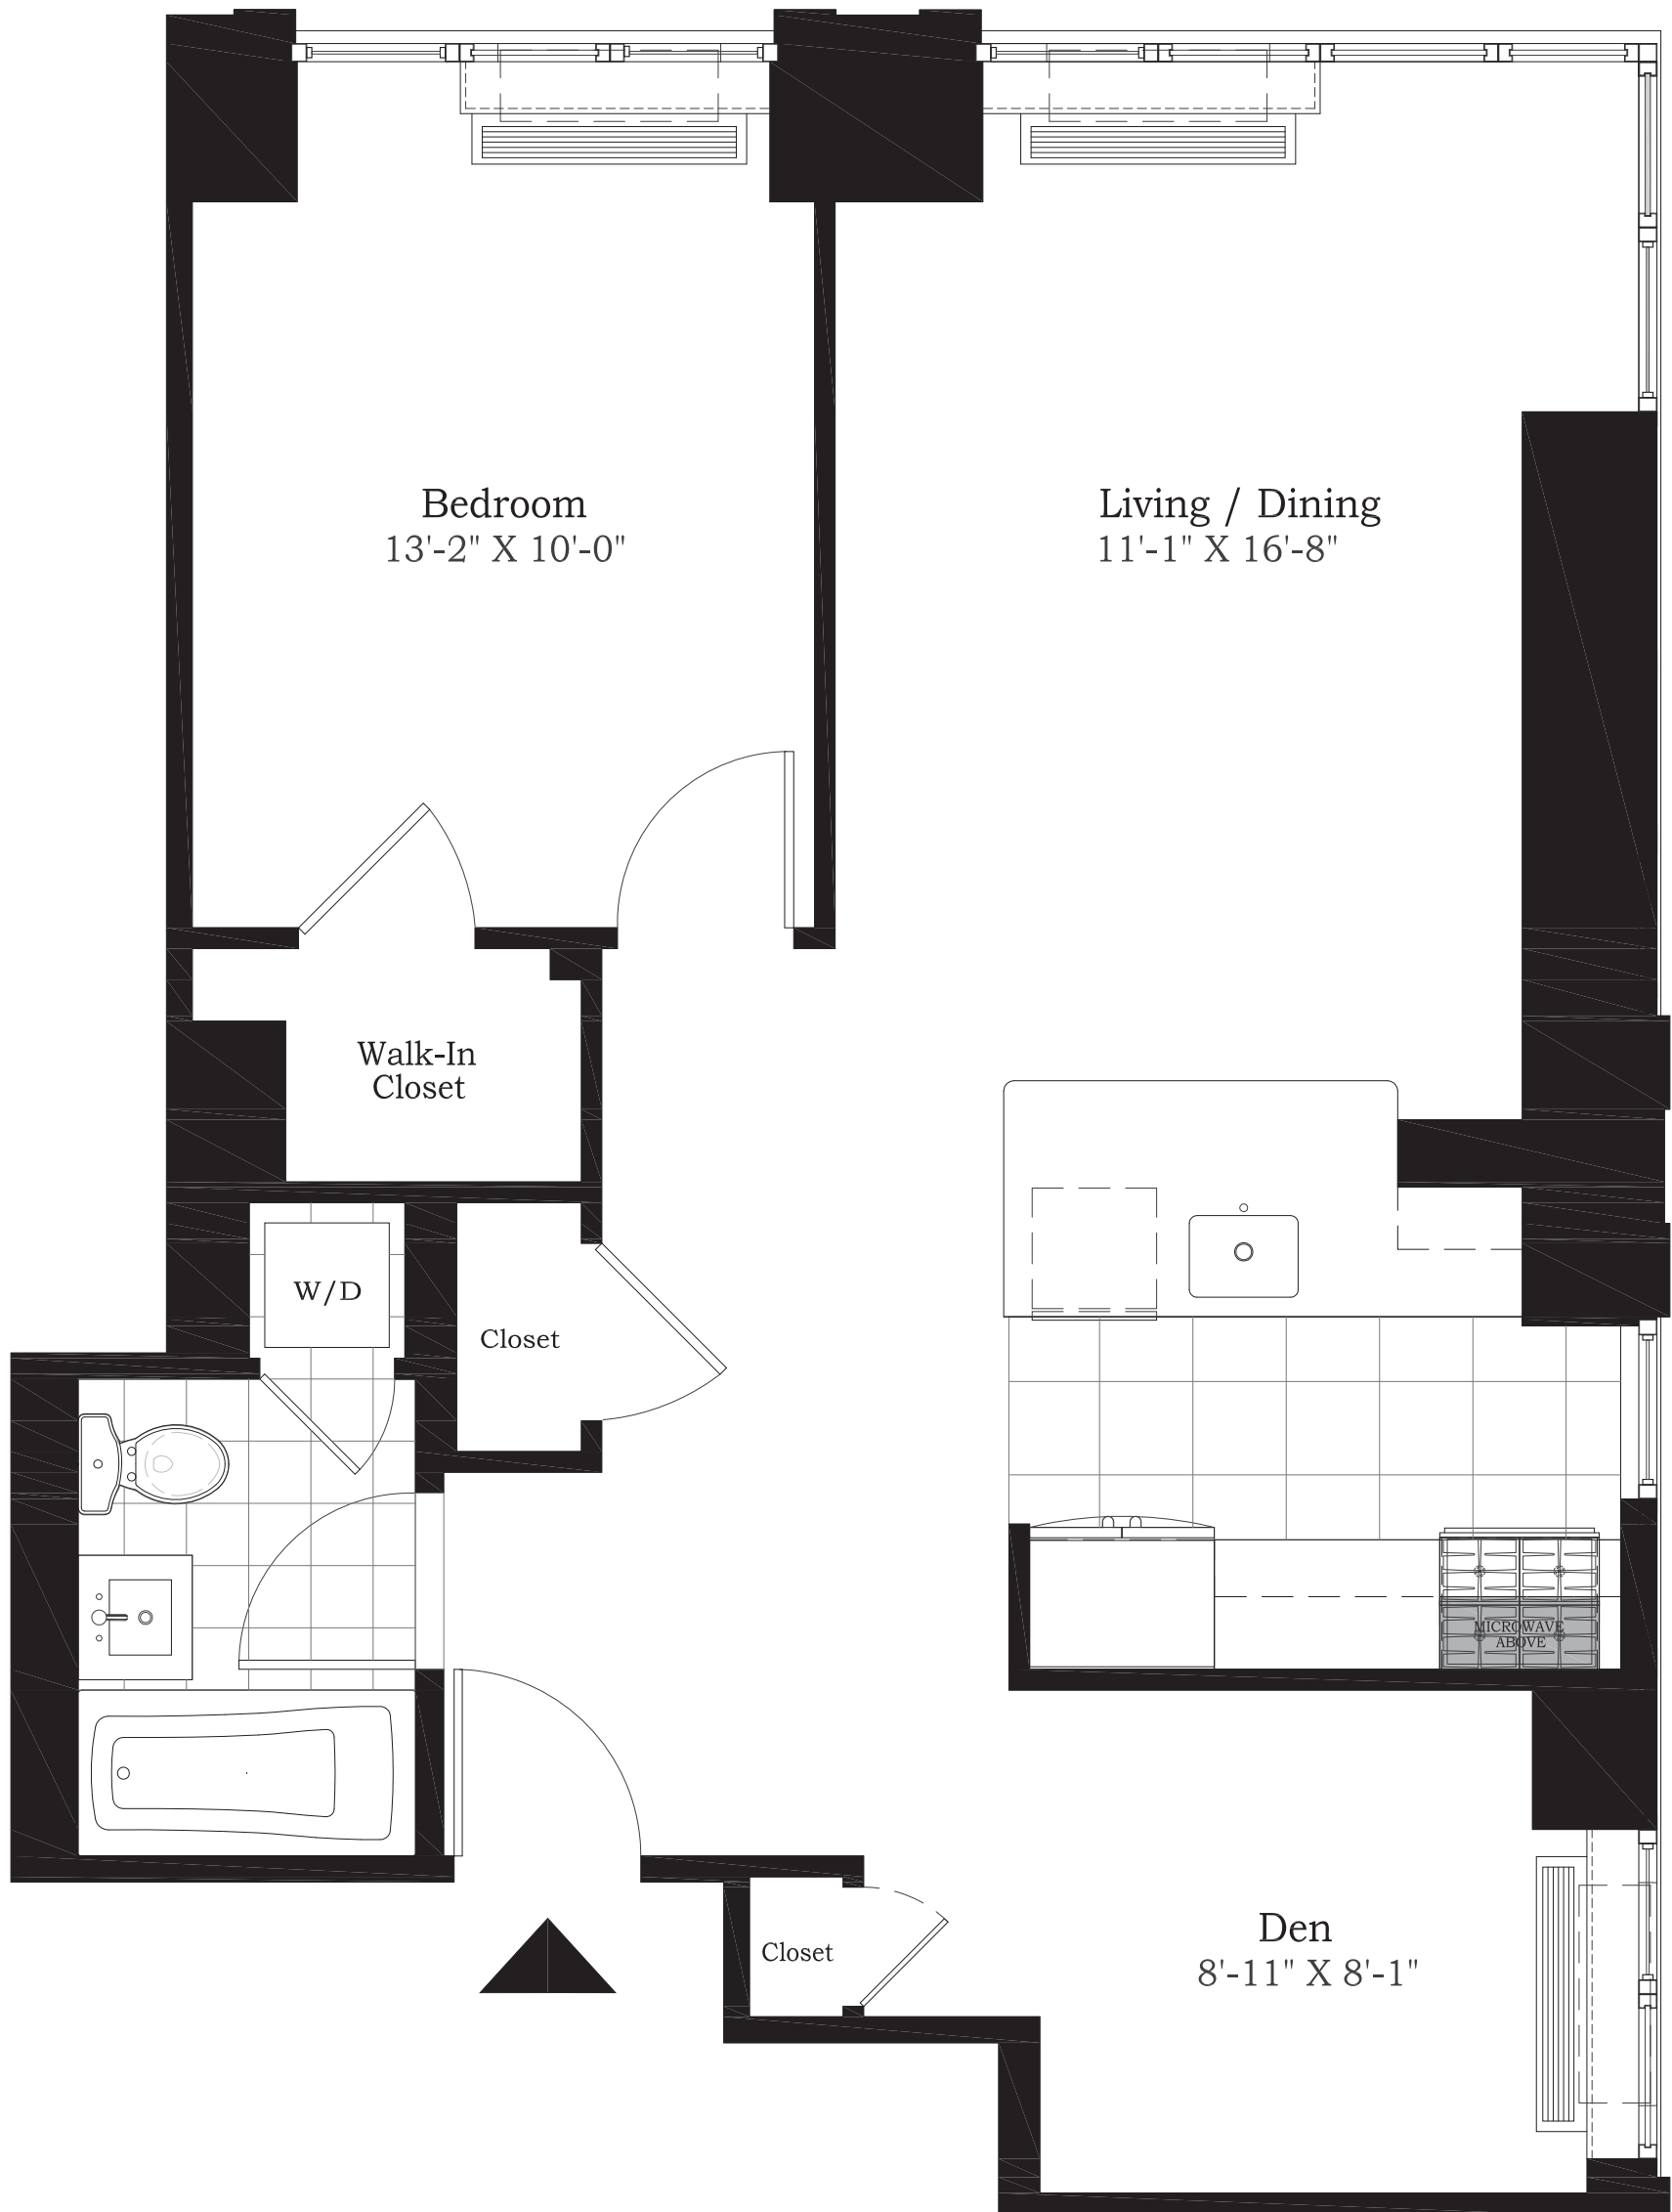 Bedroom
13'-2" X 10'-0"
Living / Dining
11'-1" X 16'-8"
Walk-In
Closet
W/D
Closet
MICROWAVE
ABOVE
Den
8'-11" X 8'-1"
Closet